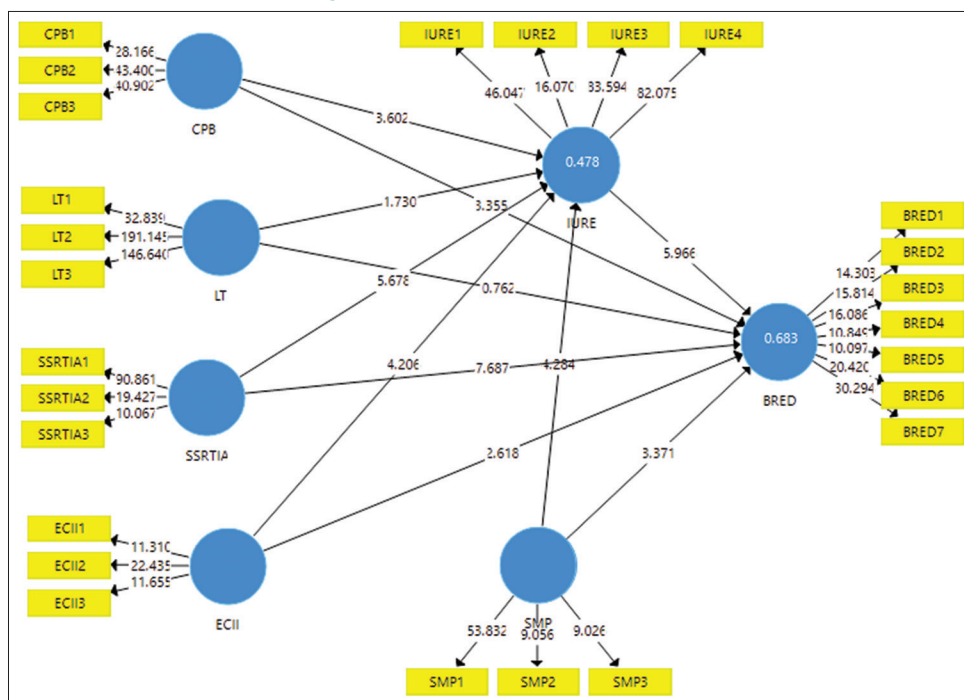 CPB1
CPB2
CPB3
28.166
43.400
40.902
CPB
IURE1
IURE2
IURE3
IURE4
46.047
16.070
33.594
82.075
0.478
IURE
3.602
3.355
LT1
LT2
LT3
32.839
191.145
146.640
LT
1.730
0.762
5.966
SSRTIA1
SSRTIA2
SSRTIA3
90.861
19.427
10.067
SSRTIA
5.678
7.687
4.206
4.284
0.683
BRED
BRED1
BRED2
BRED3
BRED4
BRED5
BRED6
BRED7
14.303
15.814
16.086
10.849
10.097
20.420
30.294
ECII1
ECII2
ECII3
11.310
22.435
11.655
ECII
2.618
3.371
SMP
53.832
9.056
9.026
SMP1
SMP2
SMP3